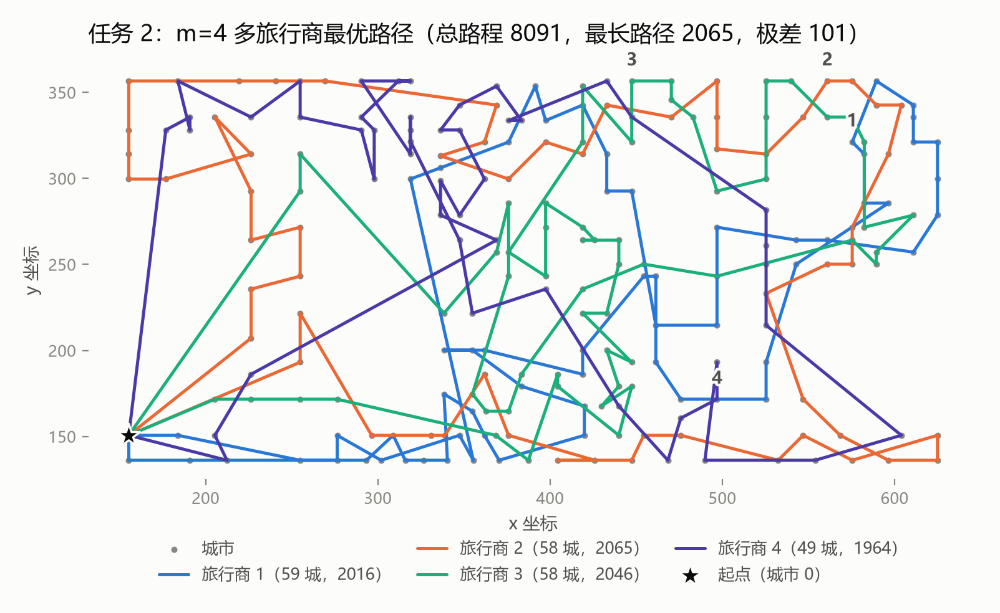 任务 2：m=4 多旅行商最优路径（总路程 8091，最长路径 2065，极差 101）
3
2
1
4
350
300
250
200
150
y 坐标
200
300
400
500
600
x 坐标
城市
旅行商 2（58 城，2065）
旅行商 4（49 城，1964）
旅行商 1（59 城，2016）
旅行商 3（58 城，2046）
起点（城市 0）